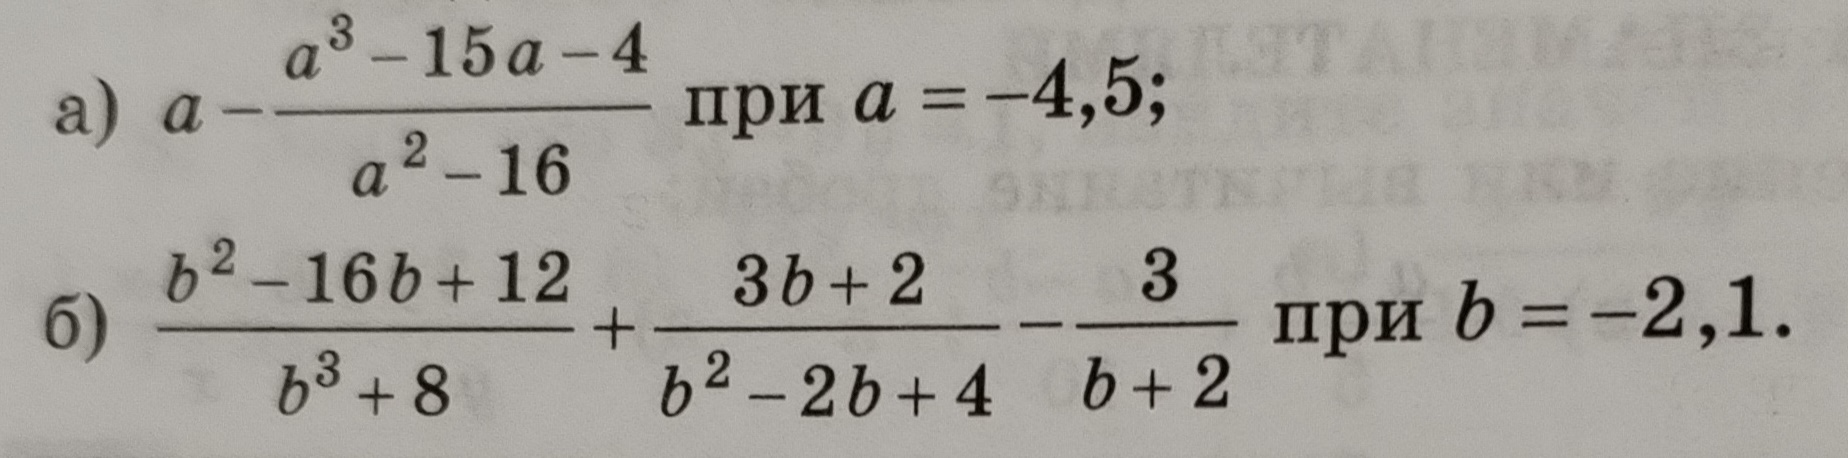 а) a − (a³ − 15a − 4)/(a² − 16) при a = −4,5;
б) (b² − 16b + 12)/(b³ + 8) + (3b + 2)/(b² − 2b + 4) − 3/(b + 2) при b = −2,1.